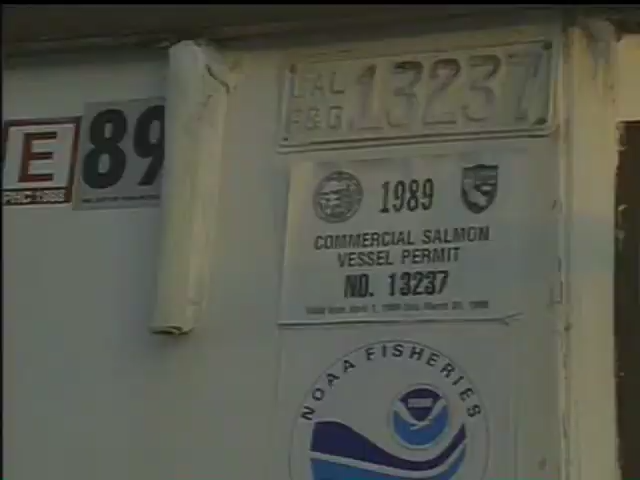 CAL
F&G 13237
E 89
1989
COMMERCIAL SALMON
VESSEL PERMIT
NO. 13237
NOAA FISHERIES